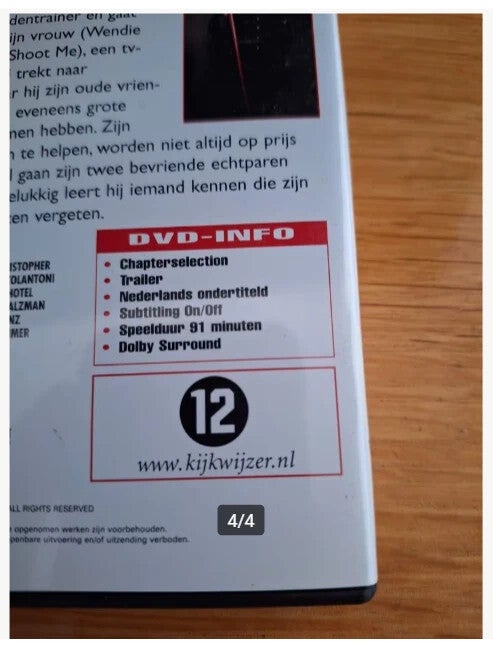 dentrainer en gaat
ijn vrouw (Wendie
Shoot Me), een tv-
trekt naar
r hij zijn oude vrien-
eveneens grote
nen hebben. Zijn
n te helpen, worden niet altijd op prijs
l gaan zijn twee bevriende echtparen
elukkig leert hij iemand kennen die zijn
en vergeten.
DVD-INFO
• Chapterselection
• Trailer
• Nederlands ondertiteld
• Subtitling On/Off
• Speelduur 91 minuten
• Dolby Surround
ISTOPHER
OLANTONI
HOTEL
ALZMAN
NZ
MER
12
www.kijkwijzer.nl
ALL RIGHTS RESERVED
opgenomen werken zijn voorbehouden.
penbare uitvoering en/of uitzending verboden.
4/4